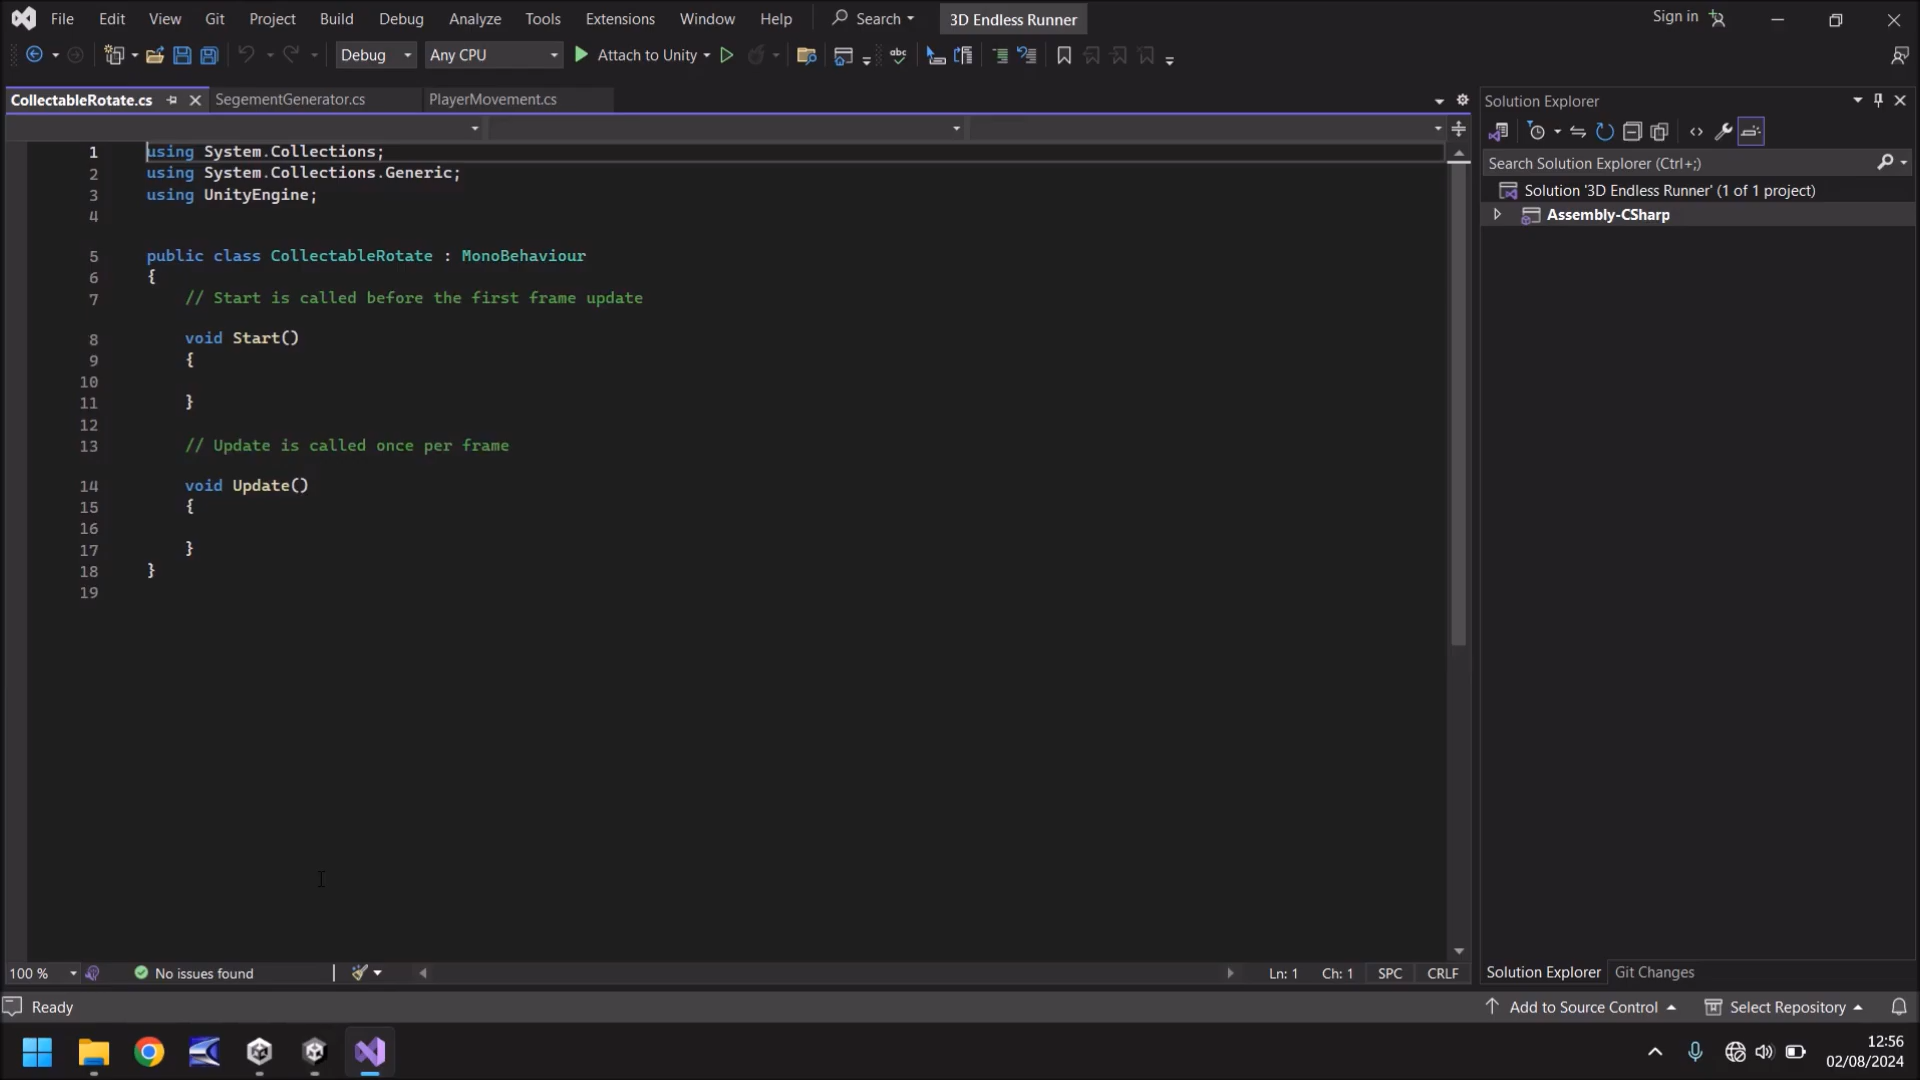 File Edit View Git Project Build Debug Analyze Tools Test Extensions Window Help Search 3D Endless Runner Sign in
Debug Any CPU Attach to Unity
CollectableRotate.cs SegementGenerator.cs PlayerMovement.cs
Solution Explorer
Search Solution Explorer (Ctrl+;)
Solution '3D Endless Runner' (1 of 1 project)
Assembly-CSharp
1 using System.Collections;
2 using System.Collections.Generic;
3 using UnityEngine;
4
5 public class CollectableRotate : MonoBehaviour
6 {
7 // Start is called before the first frame update
8 void Start()
9 {
10
11 }
12
13 // Update is called once per frame
14 void Update()
15 {
16
17 }
18 }
19
100 % No issues found Ln: 1 Ch: 1 SPC CRLF
Solution Explorer Git Changes
Ready Add to Source Control Select Repository
12:56
02/08/2024